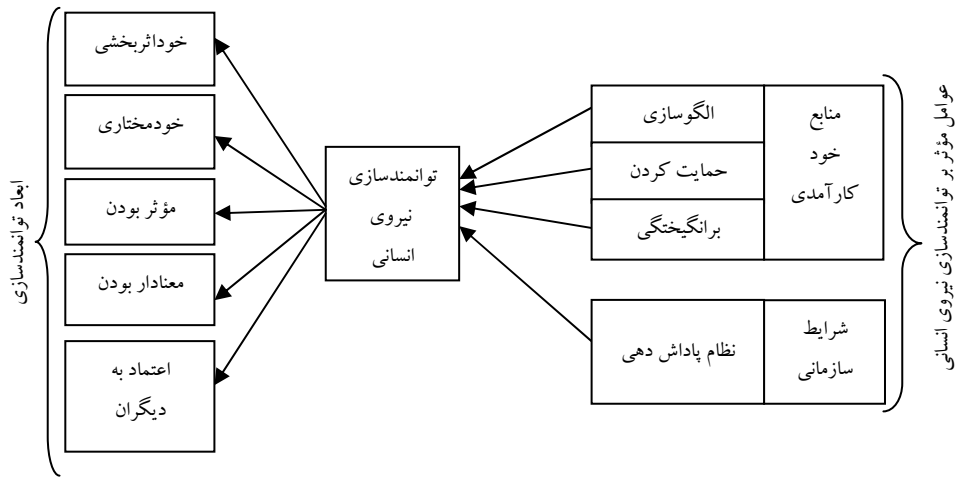 عوامل مؤثر بر توانمندسازی نیروی انسانی
منابع
خود
کارآمدی
الگوسازی
حمایت کردن
برانگیختگی
شرایط
سازمانی
نظام پاداش دهی
توانمندسازی
نیروی
انسانی
خوداثربخشی
خودمختاری
مؤثر بودن
معنادار بودن
اعتماد به
دیگران
ابعاد توانمندسازی